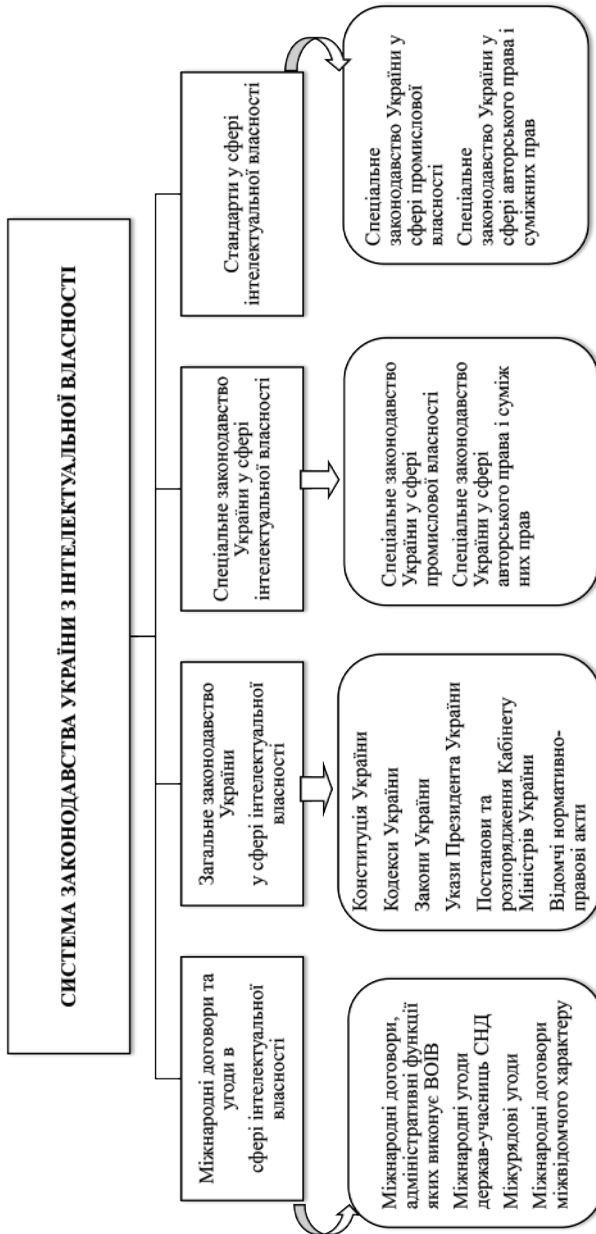 СИСТЕМА ЗАКОНОДАВСТВА УКРАЇНИ З ІНТЕЛЕКТУАЛЬНОЇ ВЛАСНОСТІ
Міжнародні договори та
угоди в
сфері інтелектуальної
власності
Загальне законодавство
України
у сфері інтелектуальної
власності
Спеціальне законодавство
України у сфері
інтелектуальної власності
Стандарти у сфері
інтелектуальної власності
Міжнародні договори,
адміністративні функції
яких виконує ВОІВ
Міжнародні угоди
держав-учасниць СНД
Міжурядові угоди
Міжнародні договори
міжвідомчого характеру
Конституція України
Кодекси України
Закони України
Укази Президента України
Постанови та
розпорядження Кабінету
Міністрів України
Відомчі нормативно-
правові акти
Спеціальне законодавство
України у сфері
промислової власності
Спеціальне законодавство
України у сфері
авторського права і суміж
них прав
Спеціальне
законодавство України у
сфері промислової
власності
Спеціальне
законодавство України у
сфері авторського права і
суміжних прав